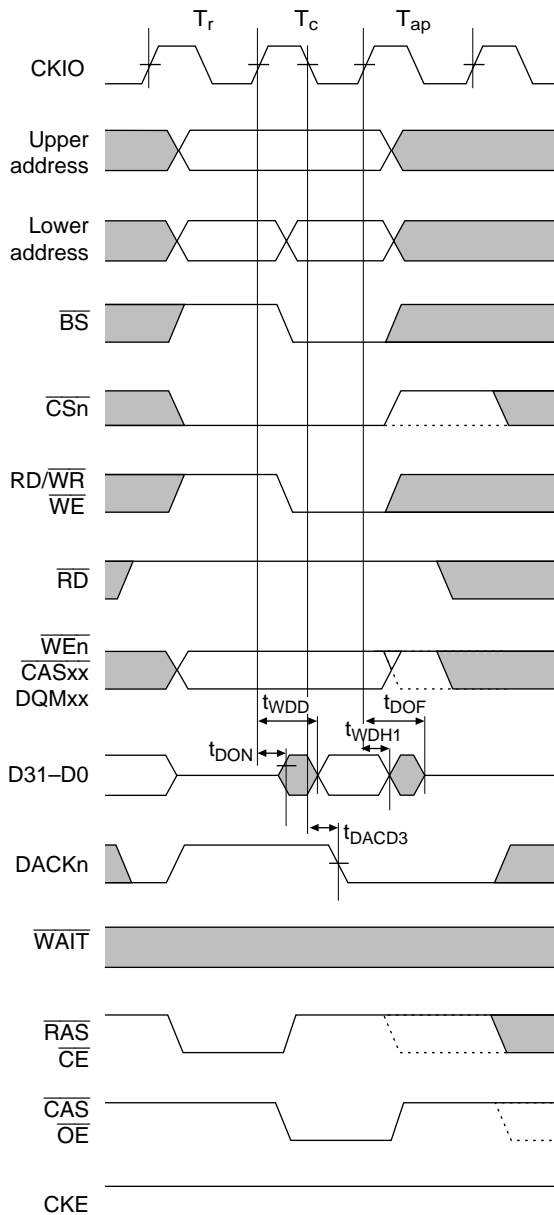 Tr Tc Tap
CKIO
Upper
address
Lower
address
BS
CSn
RD/WR
WE
RD
WEn
CASxx
DQMxx
tWDD tDOF
tDON tWDH1
D31–D0
tDACD3
DACKn
WAIT
RAS
CE
CAS
OE
CKE